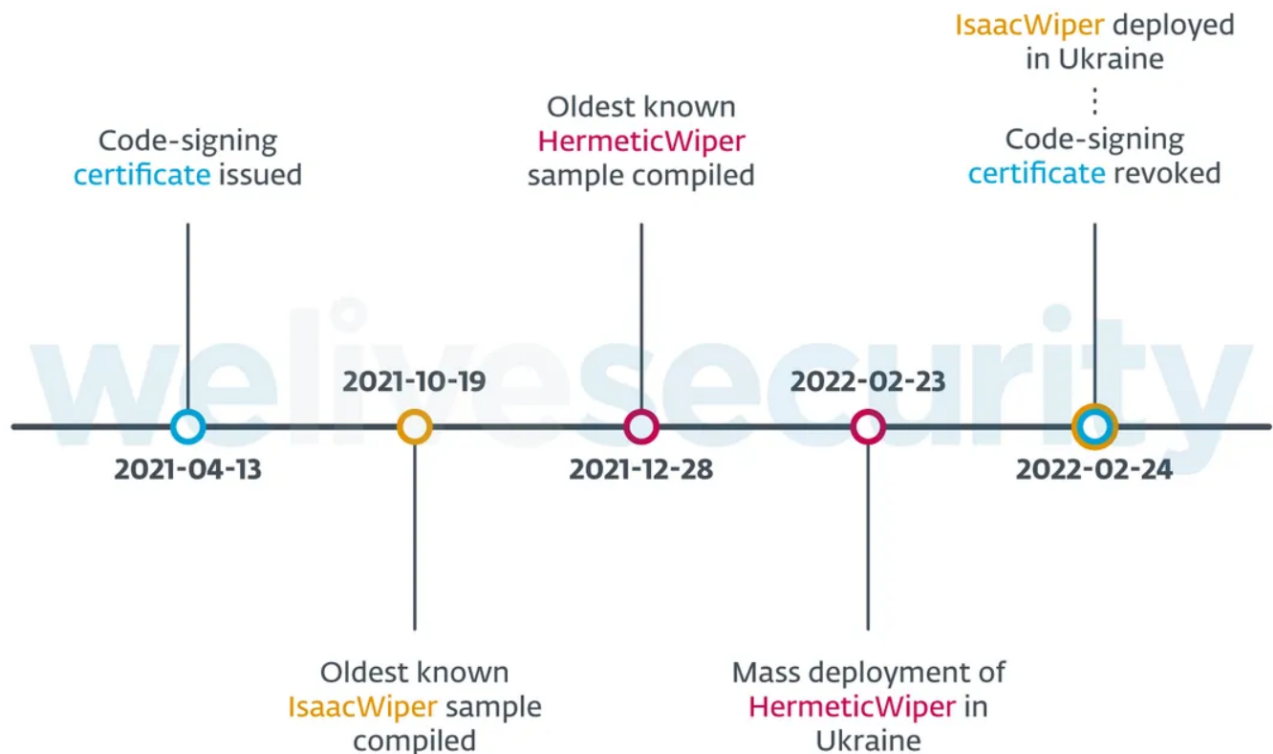 IsaacWiper deployed
in Ukraine
Code-signing
certificate issued
Oldest known
HermeticWiper
sample compiled
Code-signing
certificate revoked
welivesecurity
2021-10-19
2022-02-23
2021-04-13
2021-12-28
2022-02-24
Oldest known
IsaacWiper sample
compiled
Mass deployment of
HermeticWiper in
Ukraine